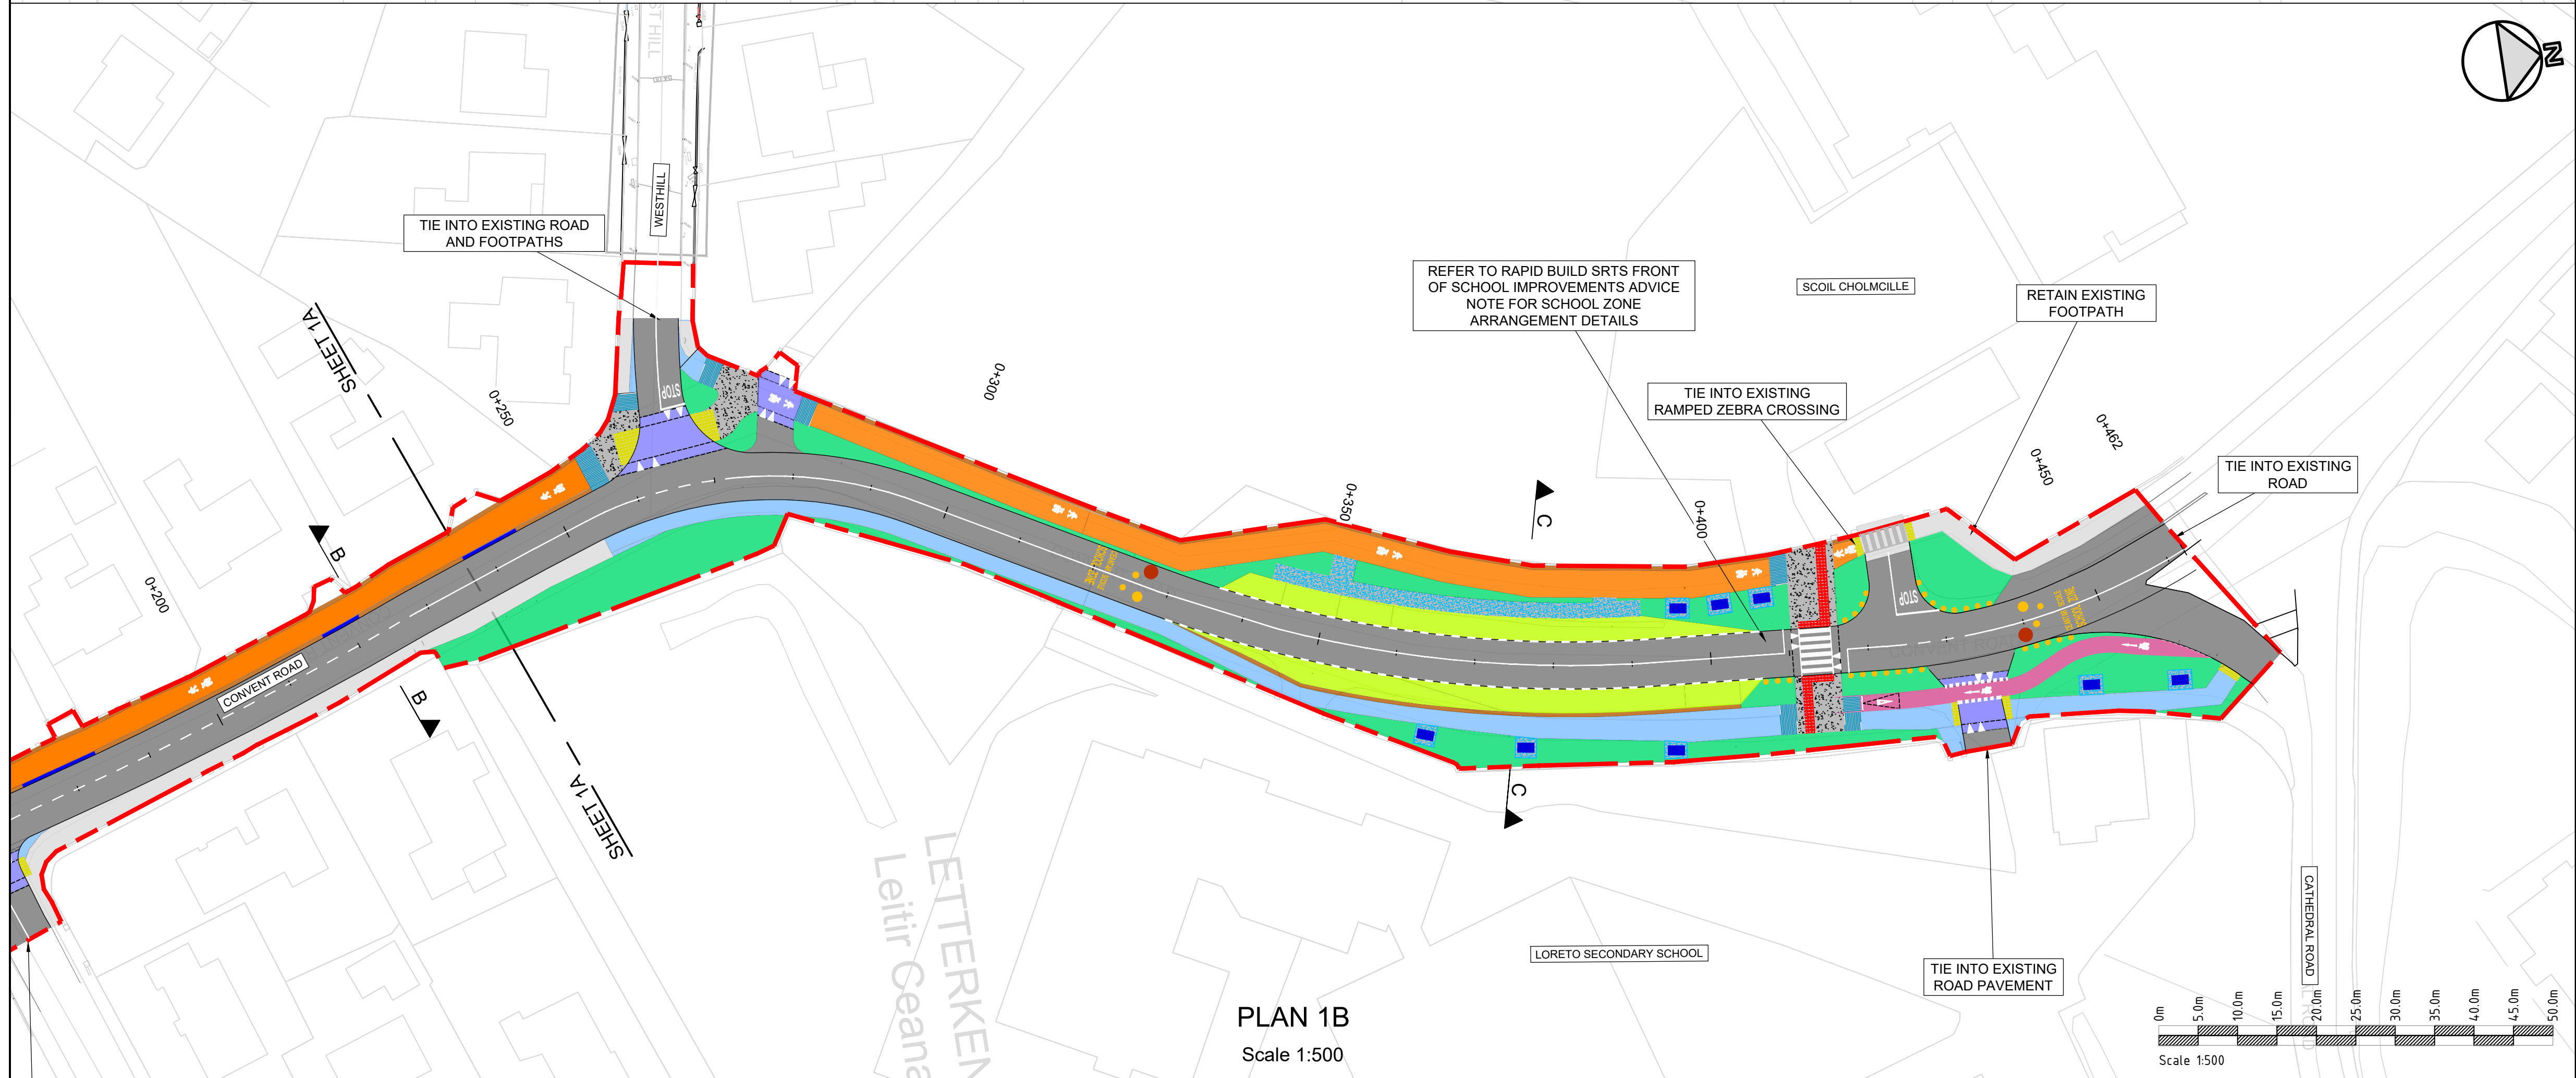 N
WESTHILL
TIE INTO EXISTING ROAD
AND FOOTPATHS
SHEET 1A
0+250
0+300
REFER TO RAPID BUILD SRTS FRONT
OF SCHOOL IMPROVEMENTS ADVICE
NOTE FOR SCHOOL ZONE
ARRANGEMENT DETAILS
SCOIL CHOLMCILLE
RETAIN EXISTING
FOOTPATH
TIE INTO EXISTING
RAMPED ZEBRA CROSSING
STOP
0+350
C
0+400
0+450
0+462
TIE INTO EXISTING
ROAD
B
0+200
STOP
SCHOOL ZONE
SCHOOL ZONE
CONVENT ROAD
B
SHEET 1A
C
LETTERKEN
Leitir Ceana
LORETO SECONDARY SCHOOL
TIE INTO EXISTING
ROAD PAVEMENT
CATHEDRAL ROAD
PLAN 1B
Scale 1:500
0m
5.0m
10.0m
15.0m
20.0m
25.0m
30.0m
35.0m
40.0m
45.0m
50.0m
Scale 1:500